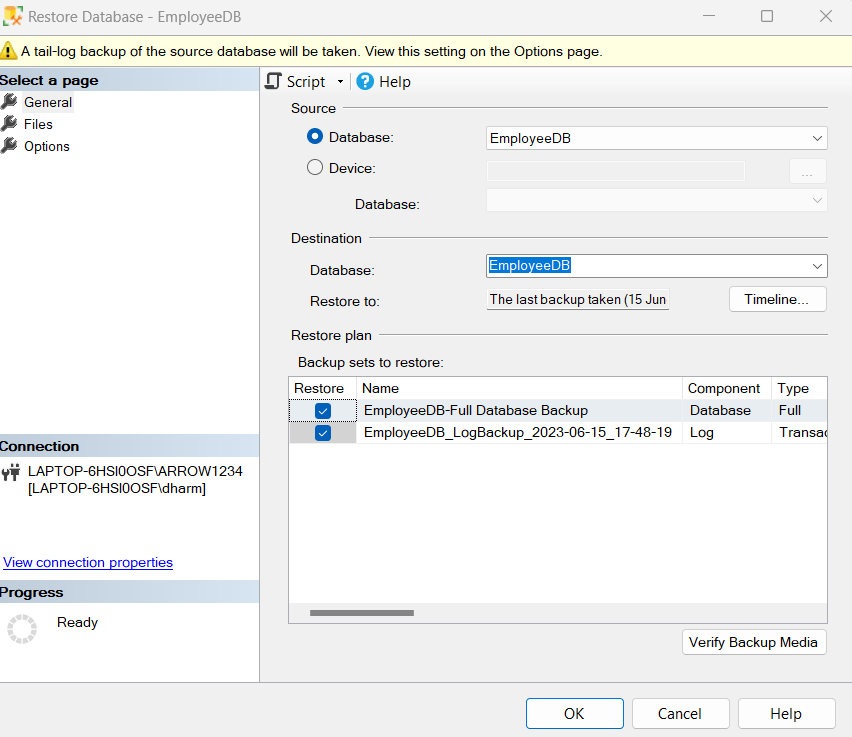 Restore Database - EmployeeDB
A tail-log backup of the source database will be taken. View this setting on the Options page.
Select a page
General
Files
Options
Script
Help
Source
Database:
EmployeeDB
Device:
...
Database:
Destination
Database:
EmployeeDB
Restore to:
The last backup taken (15 Jun
Timeline...
Restore plan
Backup sets to restore:
Restore Name Component Type
EmployeeDB-Full Database Backup Database Full
EmployeeDB_LogBackup_2023-06-15_17-48-19 Log Transac
Connection
LAPTOP-6HSI0OSF\ARROW1234
[LAPTOP-6HSI0OSF\dharm]
View connection properties
Progress
Ready
Verify Backup Media
OK
Cancel
Help